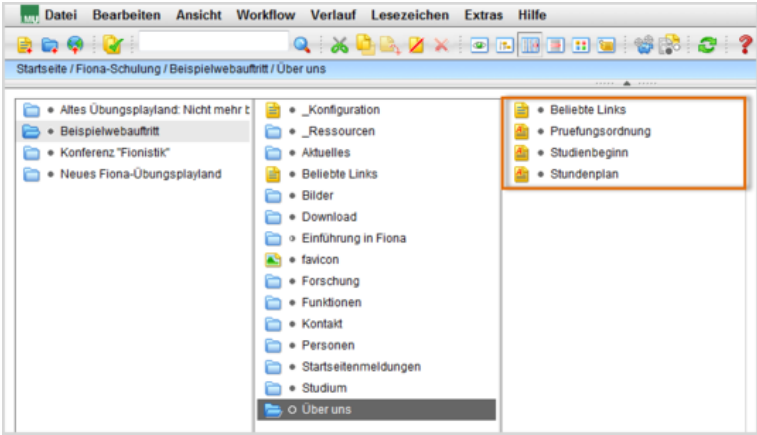 Datei Bearbeiten Ansicht Workflow Verlauf Lesezeichen Extras Hilfe
Startseite / Fiona-Schulung / Beispielwebauftritt / Über uns
Altes Übungsplayland: Nicht mehr b
Beispielwebauftritt
Konferenz "Fionistik"
Neues Fiona-Übungsplayland
_Konfiguration
_Ressourcen
Aktuelles
Beliebte Links
Bilder
Download
Einführung in Fiona
favicon
Forschung
Funktionen
Kontakt
Personen
Startseitenmeldungen
Studium
Über uns
Beliebte Links
Pruefungsordnung
Studienbeginn
Stundenplan